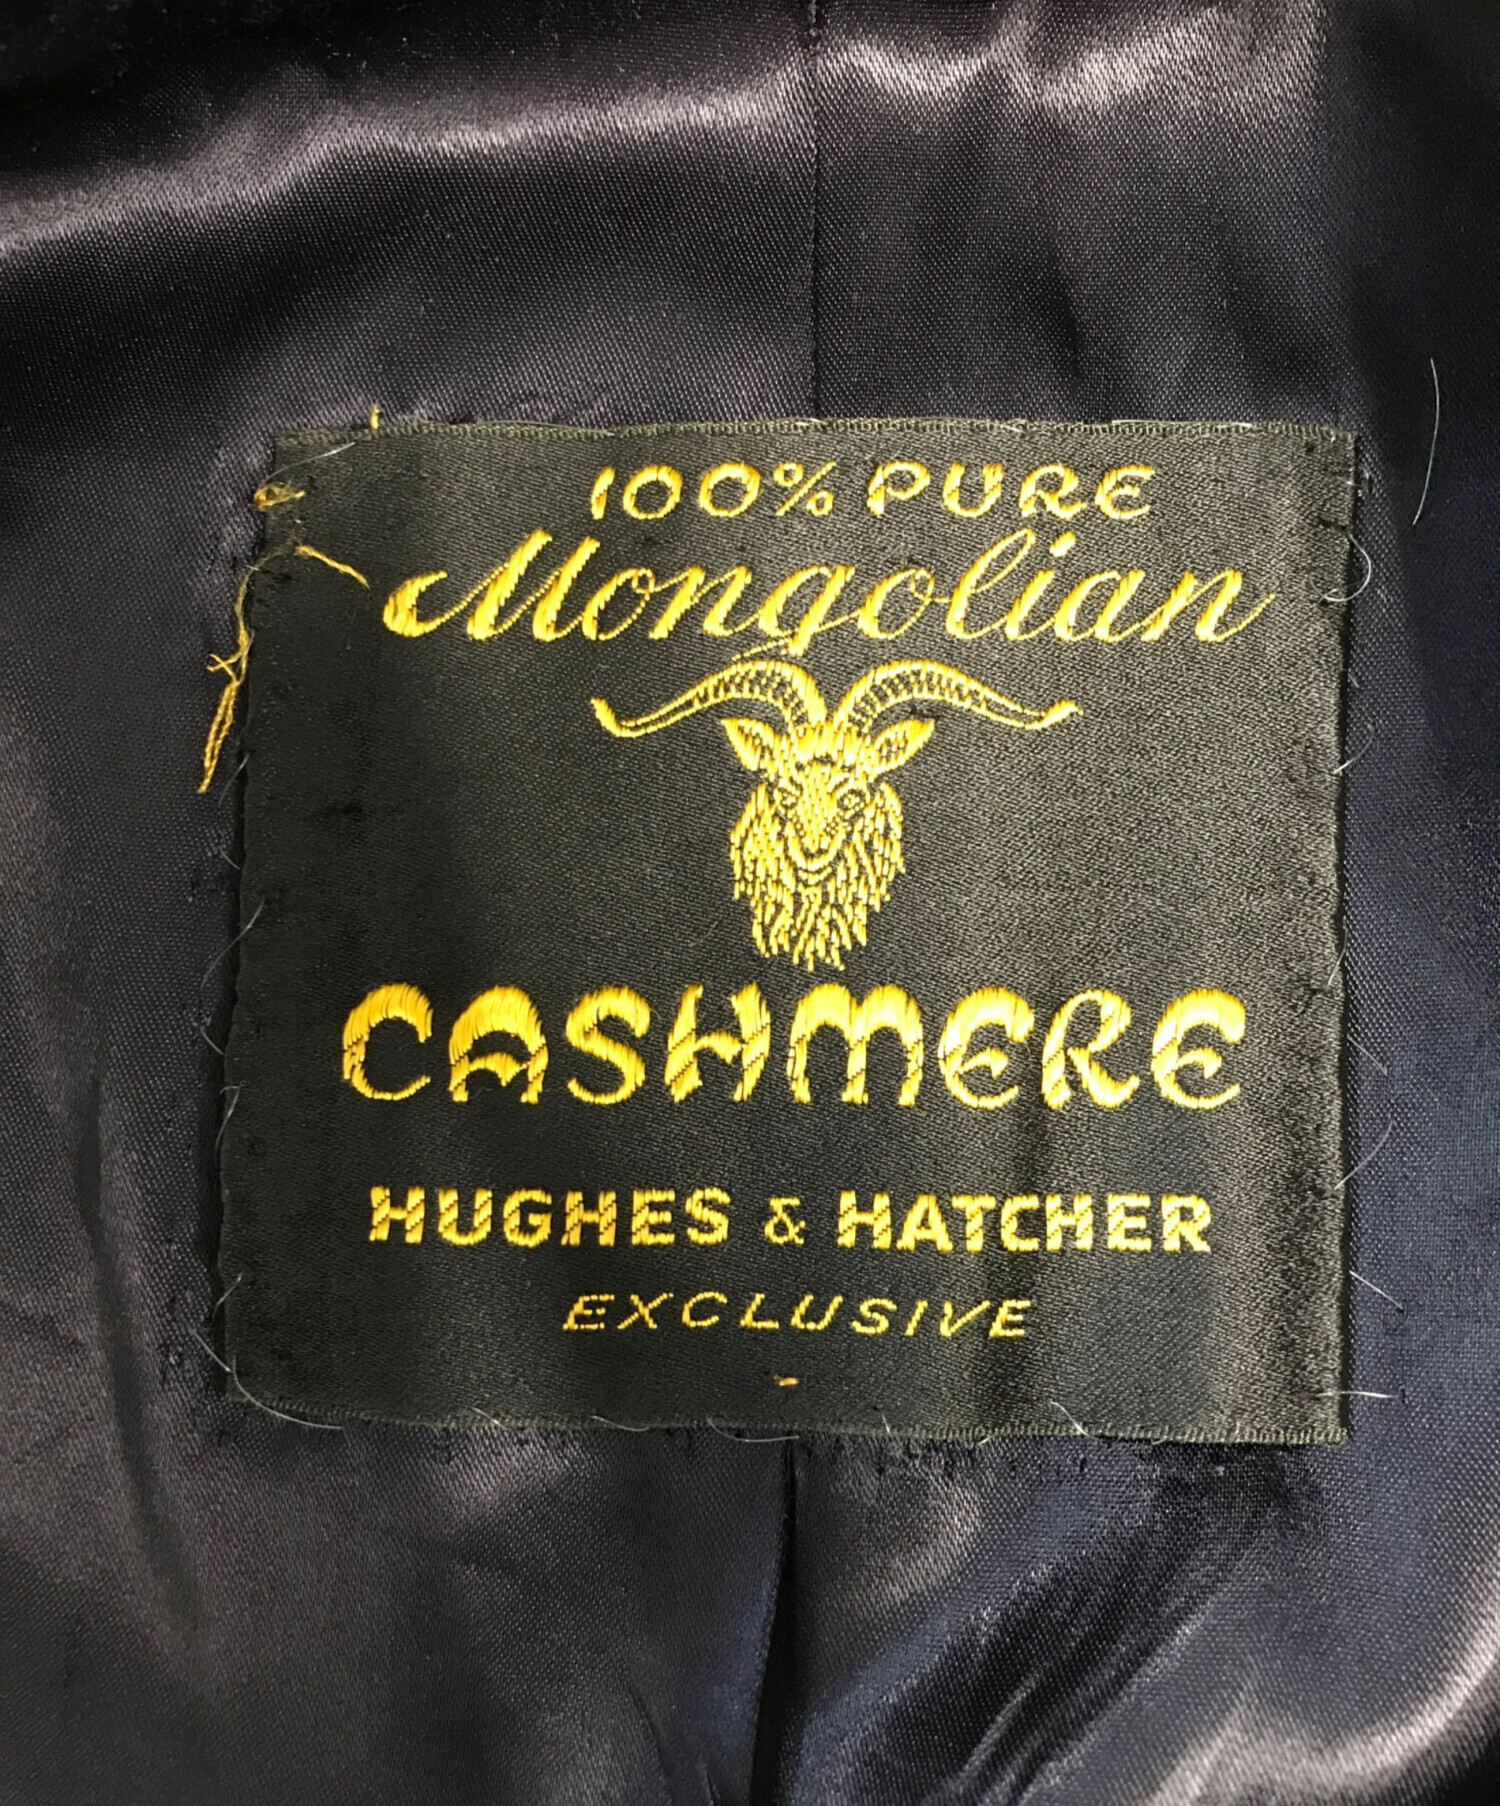 100% PURE
Mongolian
CASHMERE
HUGHES & HATCHER
EXCLUSIVE